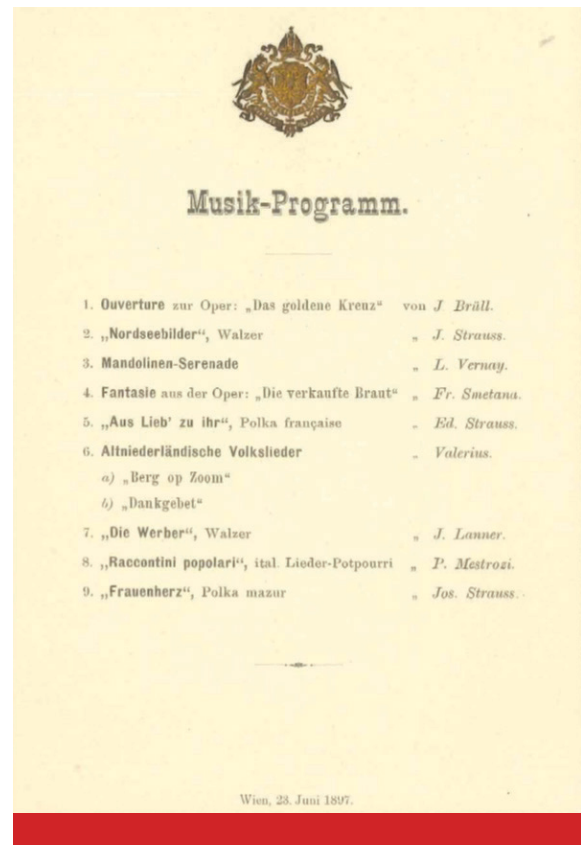 Musik-Programm.
1. Ouverture zur Oper: „Das goldene Kreuz“ von J Brüll.
2. „Nordseebilder“, Walzer „ J. Strauss.
3. Mandolinen-Serenade „ L. Vernay.
4. Fantasie aus der Oper: „Die verkaufte Braut“ „ Fr. Smetana.
5. „Aus Lieb' zu ihr“, Polka française „ Ed. Strauss.
6. Altniederländische Volkslieder „ Valerius.
a) „Berg op Zoom“
b) „Dankgebet“
7. „Die Werber“, Walzer „ J. Lanner.
8. „Raccontini popolari“, ital. Lieder-Potpourri „ P. Mestrozi.
9. „Frauenherz“, Polka mazur „ Jos. Strauss.
Wien, 23. Juni 1897.